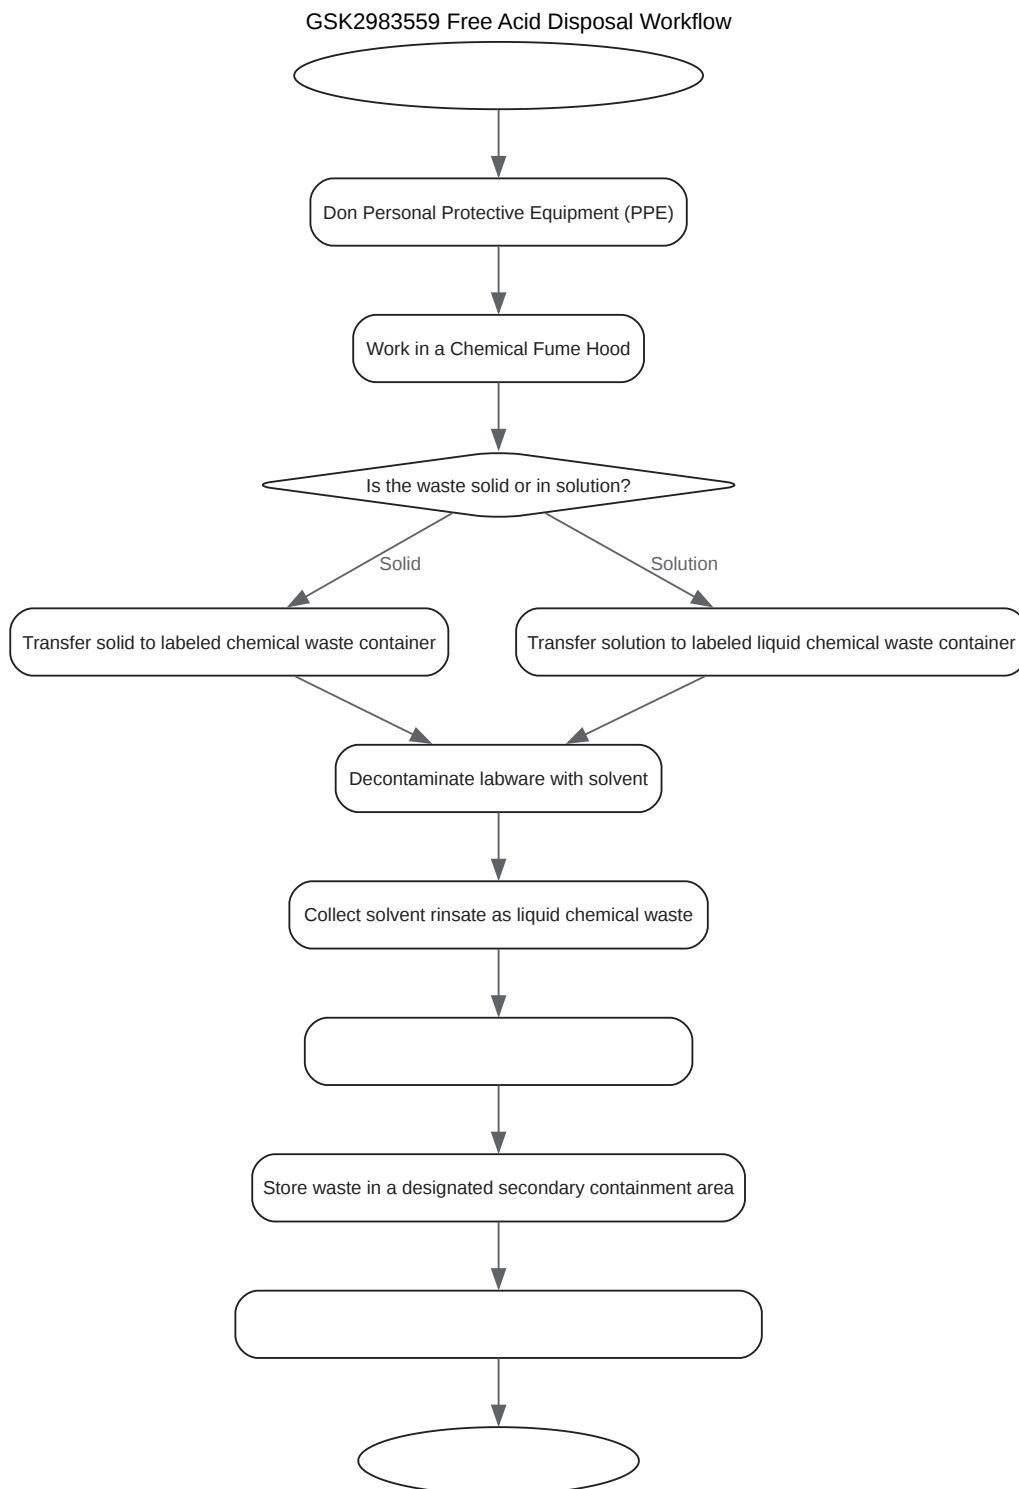 GSK2983559 Free Acid Disposal Workflow
Don Personal Protective Equipment (PPE)
Work in a Chemical Fume Hood
Is the waste solid or in solution?
Solid
Solution
Transfer solid to labeled chemical waste container
Transfer solution to labeled liquid chemical waste container
Decontaminate labware with solvent
Collect solvent rinsate as liquid chemical waste
Store waste in a designated secondary containment area